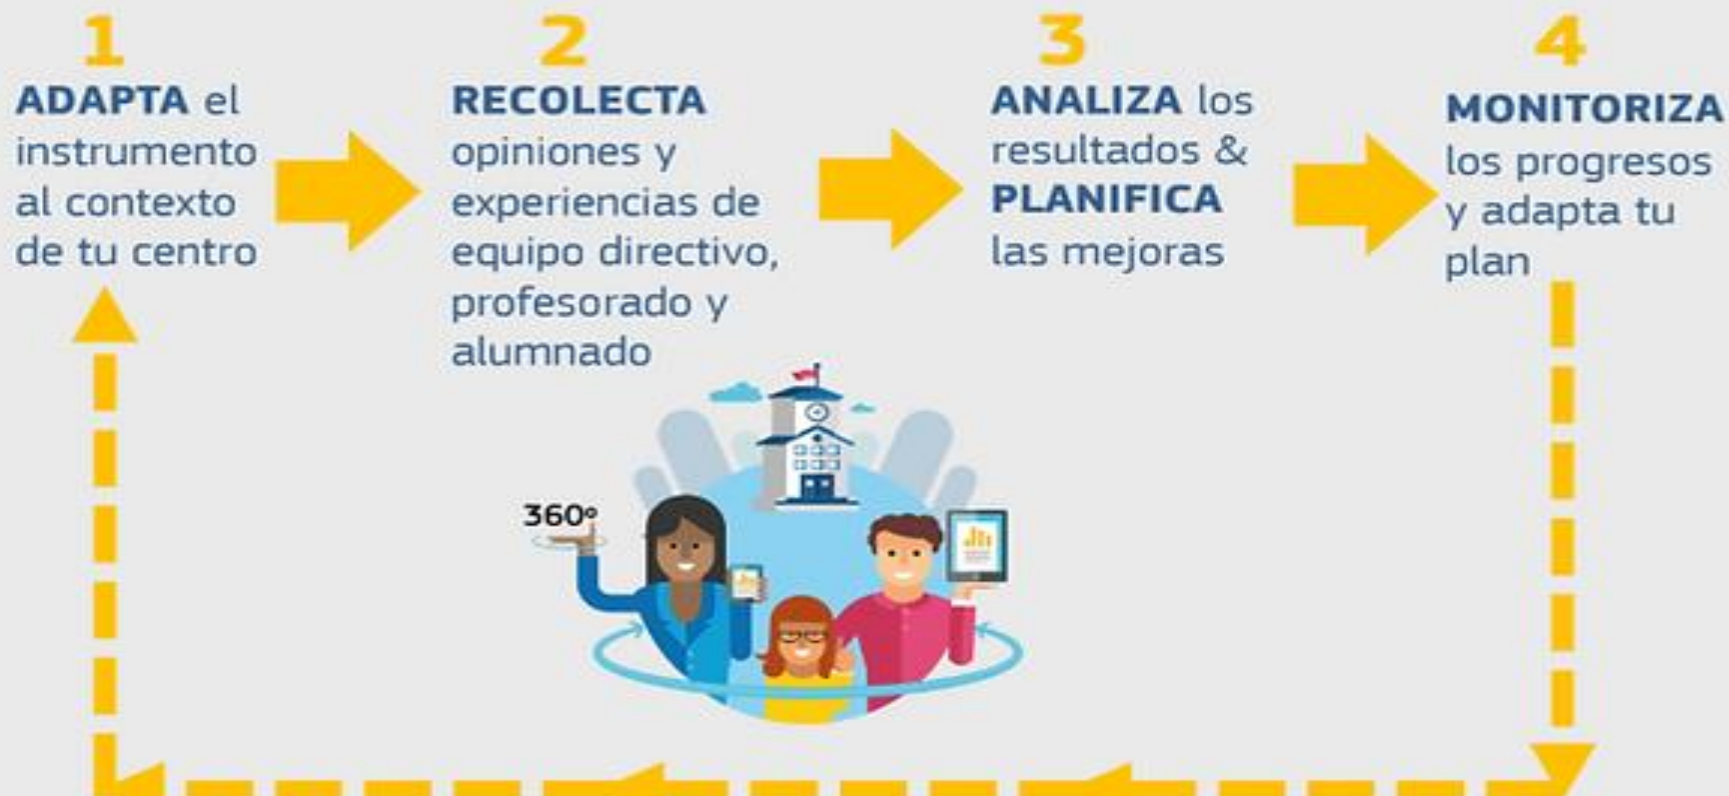 1
ADAPTA el
instrumento
al contexto
de tu centro
2
RECOLECTA
opiniones y
experiencias de
equipo directivo,
profesorado y
alumnado
3
ANALIZA los
resultados &
PLANIFICA
las mejoras
4
MONITORIZA
los progresos
y adapta tu
plan
360º